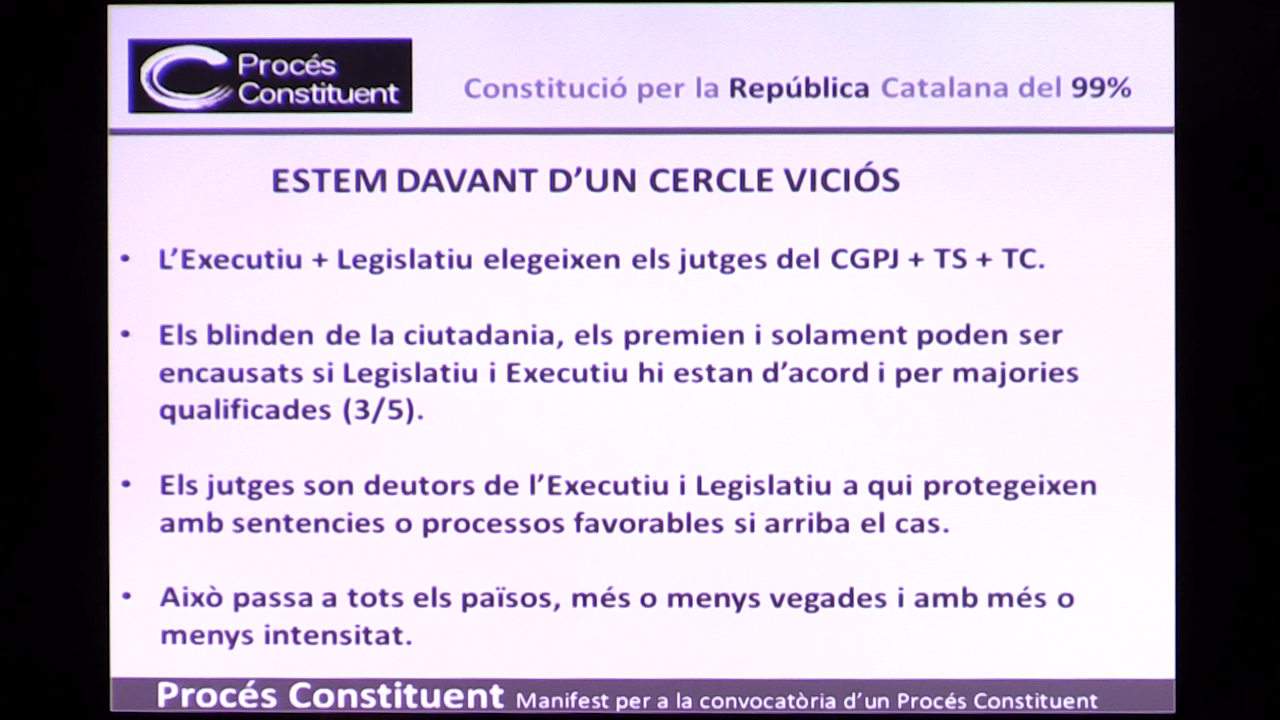 Procés
Constituent
Constitució per la República Catalana del 99%
ESTEM DAVANT D'UN CERCLE VICIÓS
• L'Executiu + Legislatiu elegeixen els jutges del CGPJ + TS + TC.
• Els blinden de la ciutadania, els premien i solament poden ser
encausats si Legislatiu i Executiu hi estan d'acord i per majories
qualificades (3/5).
• Els jutges son deutors de l'Executiu i Legislatiu a qui protegeixen
amb sentencies o processos favorables si arriba el cas.
• Això passa a tots els països, més o menys vegades i amb més o
menys intensitat.
Procés Constituent Manifest per a la convocatòria d'un Procés Constituent